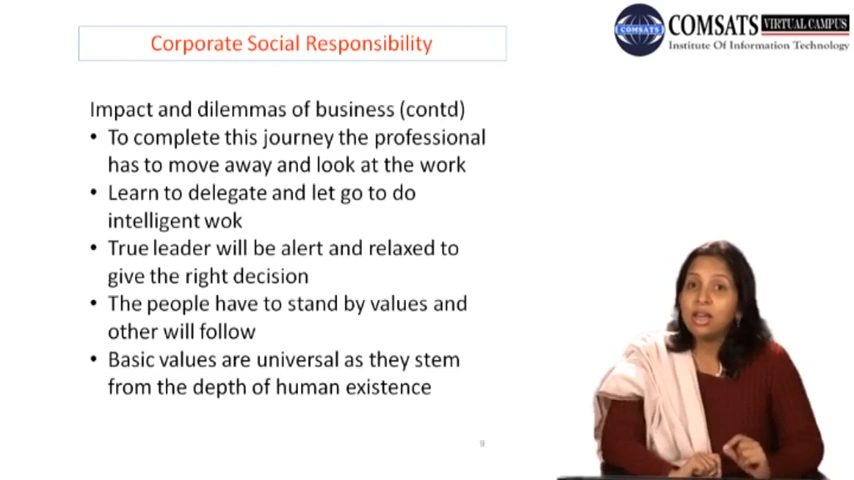 Corporate Social Responsibility
COMSATS
COMSATS VIRTUAL CAMPUS
Institute Of Information Technology
Impact and dilemmas of business (contd)
• To complete this journey the professional
has to move away and look at the work
• Learn to delegate and let go to do
intelligent wok
• True leader will be alert and relaxed to
give the right decision
• The people have to stand by values and
other will follow
• Basic values are universal as they stem
from the depth of human existence
9